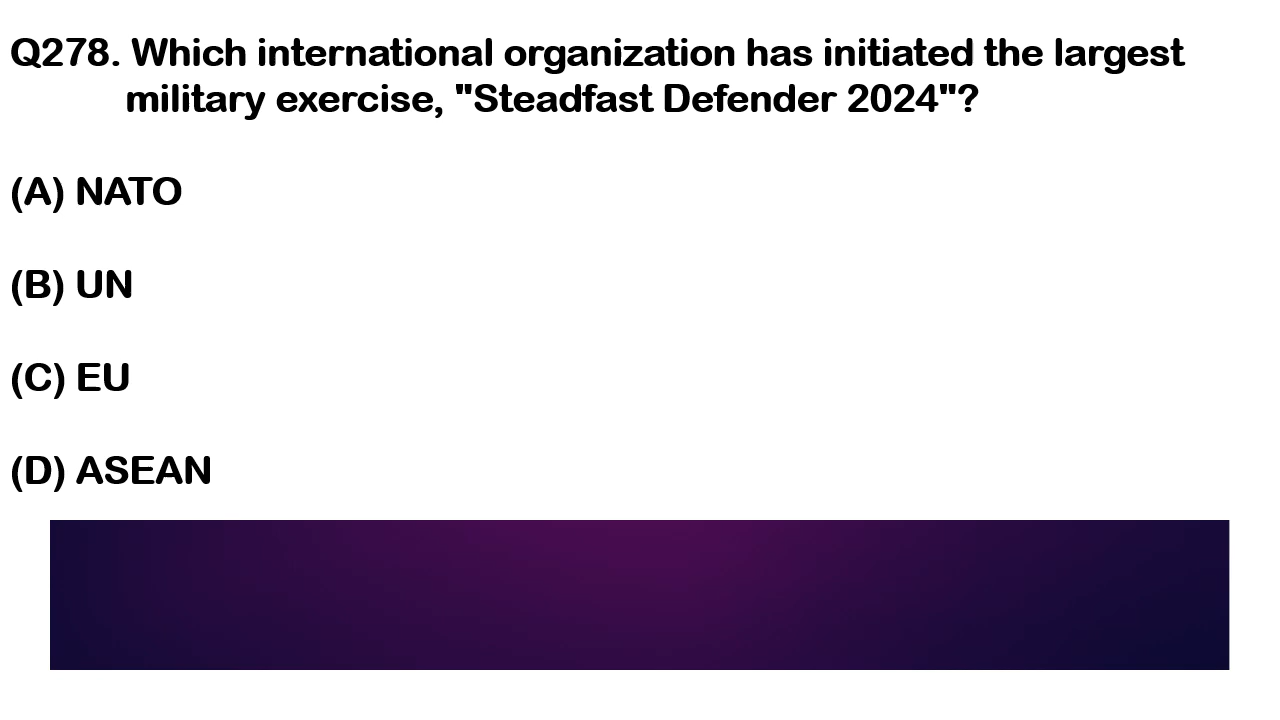 Q278. Which international organization has initiated the largest
military exercise, "Steadfast Defender 2024"?
(A) NATO
(B) UN
(C) EU
(D) ASEAN